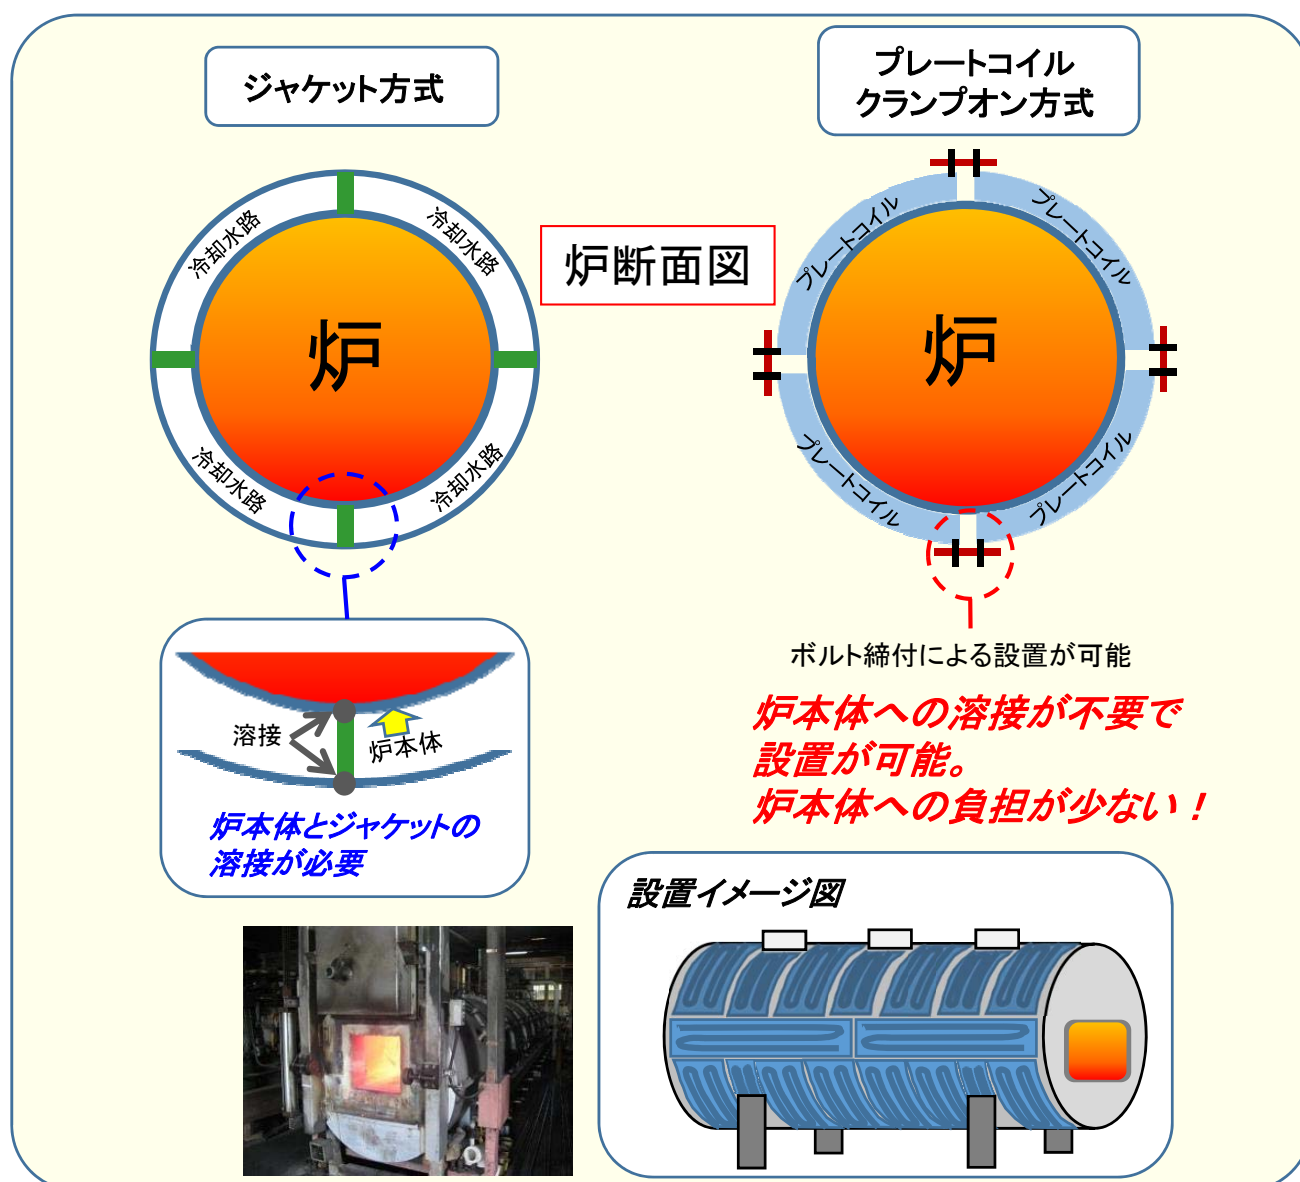 ジャケット方式
プレートコイル
クランプオン方式
炉断面図
冷却水路
冷却水路
炉
冷却水路
冷却水路
プレートコイル
プレートコイル
炉
プレートコイル
プレートコイル
溶接
炉本体
炉本体とジャケットの
溶接が必要
ボルト締付による設置が可能
炉本体への溶接が不要で
設置が可能。
炉本体への負担が少ない！
設置イメージ図